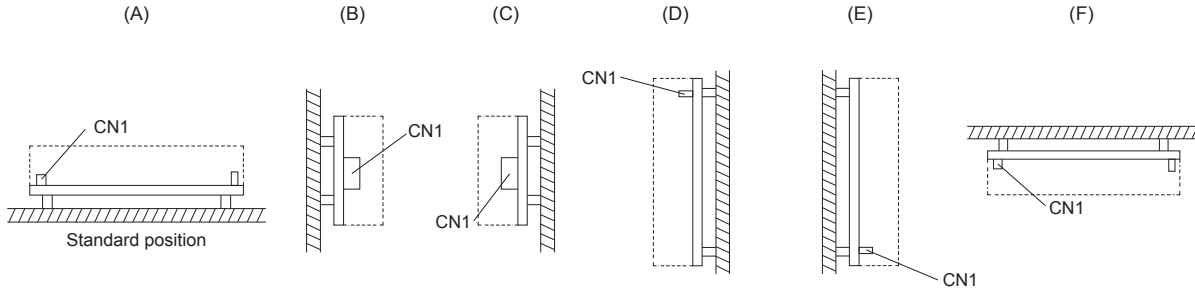 (A)
(B)
(C)
(D)
(E)
(F)
CN1
Standard position
CN1
CN1
CN1
CN1
CN1